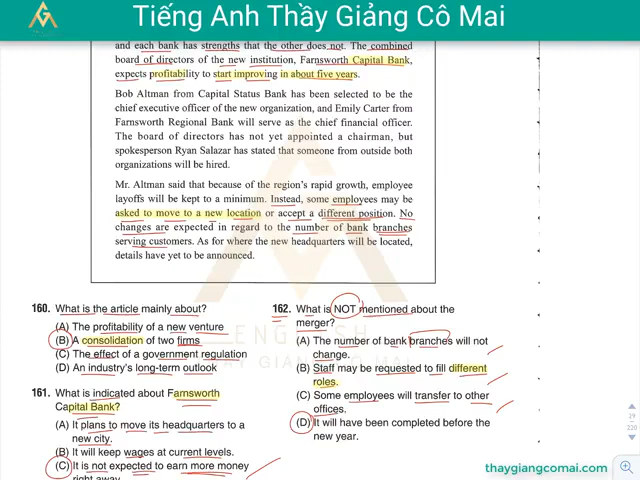 Tiếng Anh Thầy Giảng Cô Mai
and each bank has strengths that the other does not. The combined
board of directors of the new institution, Farnsworth Capital Bank,
expects profitability to start improving in about five years.
Bob Altman from Capital Status Bank has been selected to be the
chief executive officer of the new organization, and Emily Carter from
Farnsworth Regional Bank will serve as the chief financial officer.
The board of directors has not yet appointed a chairman, but
spokesperson Ryan Salazar has stated that someone from outside both
organizations will be hired.
Mr. Altman said that because of the region's rapid growth, employee
layoffs will be kept to a minimum. Instead, some employees may be
asked to move to a new location or accept a different position. No
changes are expected in regard to the number of bank branches
serving customers. As for where the new headquarters will be located,
details have yet to be announced.
160. What is the article mainly about?
(A) The profitability of a new venture
(B) A consolidation of two firms
(C) The effect of a government regulation
(D) An industry's long-term outlook
161. What is indicated about Farnsworth
Capital Bank?
(A) It plans to move its headquarters to a
new city.
(B) It will keep wages at current levels.
(C) It is not expected to earn more money
right away.
162. What is NOT mentioned about the
merger?
(A) The number of bank branches will not
change.
(B) Staff may be requested to fill different
roles.
(C) Some employees will transfer to other
offices.
(D) It will have been completed before the
new year.
19
220
thaygiangcomai.com